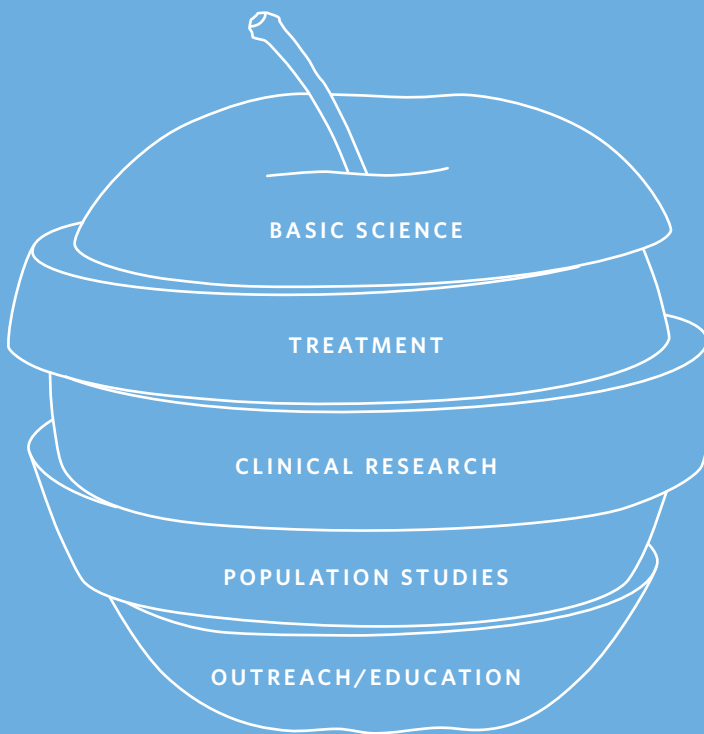 BASIC SCIENCE
TREATMENT
CLINICAL RESEARCH
POPULATION STUDIES
OUTREACH/EDUCATION